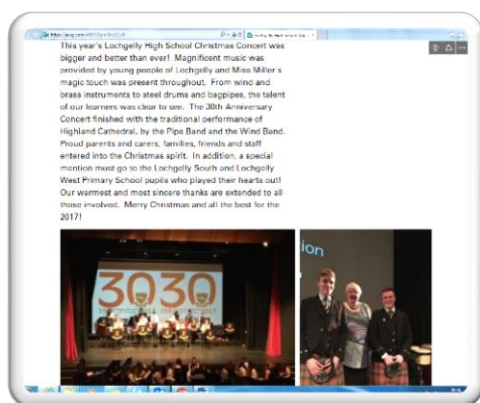 This year's Lochgelly High School Christmas Concert was
bigger and better than ever! Magnificent music was
provided by young people of Lochgelly and Miss Miller's
magic touch was present throughout. From wind and
brass instruments to steel drums and bagpipes, the talent
of our learners was clear to see. The 30th Anniversary
Concert finished with the traditional performance of
Highland Cathedral, by the Pipe Band and the Wind Band.
Proud parents and carers, families, friends and staff
entered into the Christmas spirit. In addition, a special
mention must go to the Lochgelly South and Lochgelly
West Primary School pupils who played their hearts out!
Our warmest and most sincere thanks are extended to all
those involved. Merry Christmas and all the best for the
2017!
3030
ion